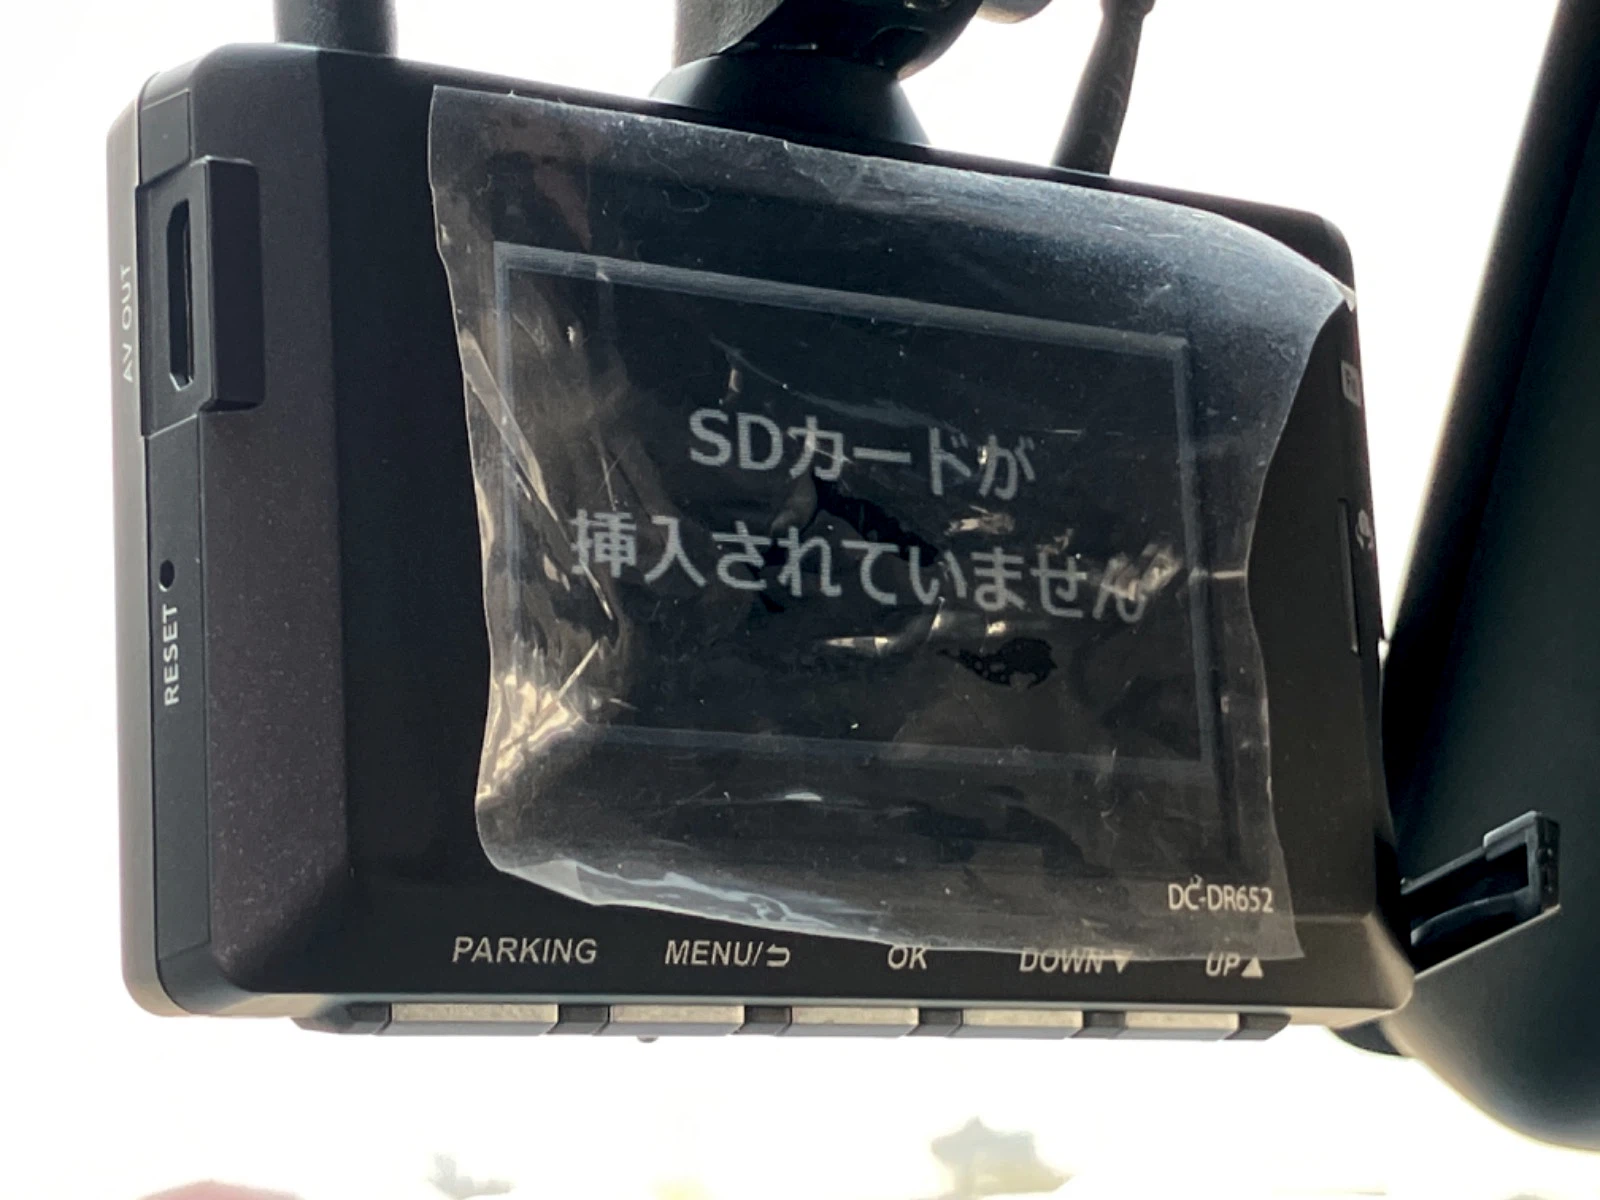 AV OUT
RESET
SDカードが
挿入されていません
DC-DR652
PARKING
MENU/⮌
OK
DOWN▼
UP▲